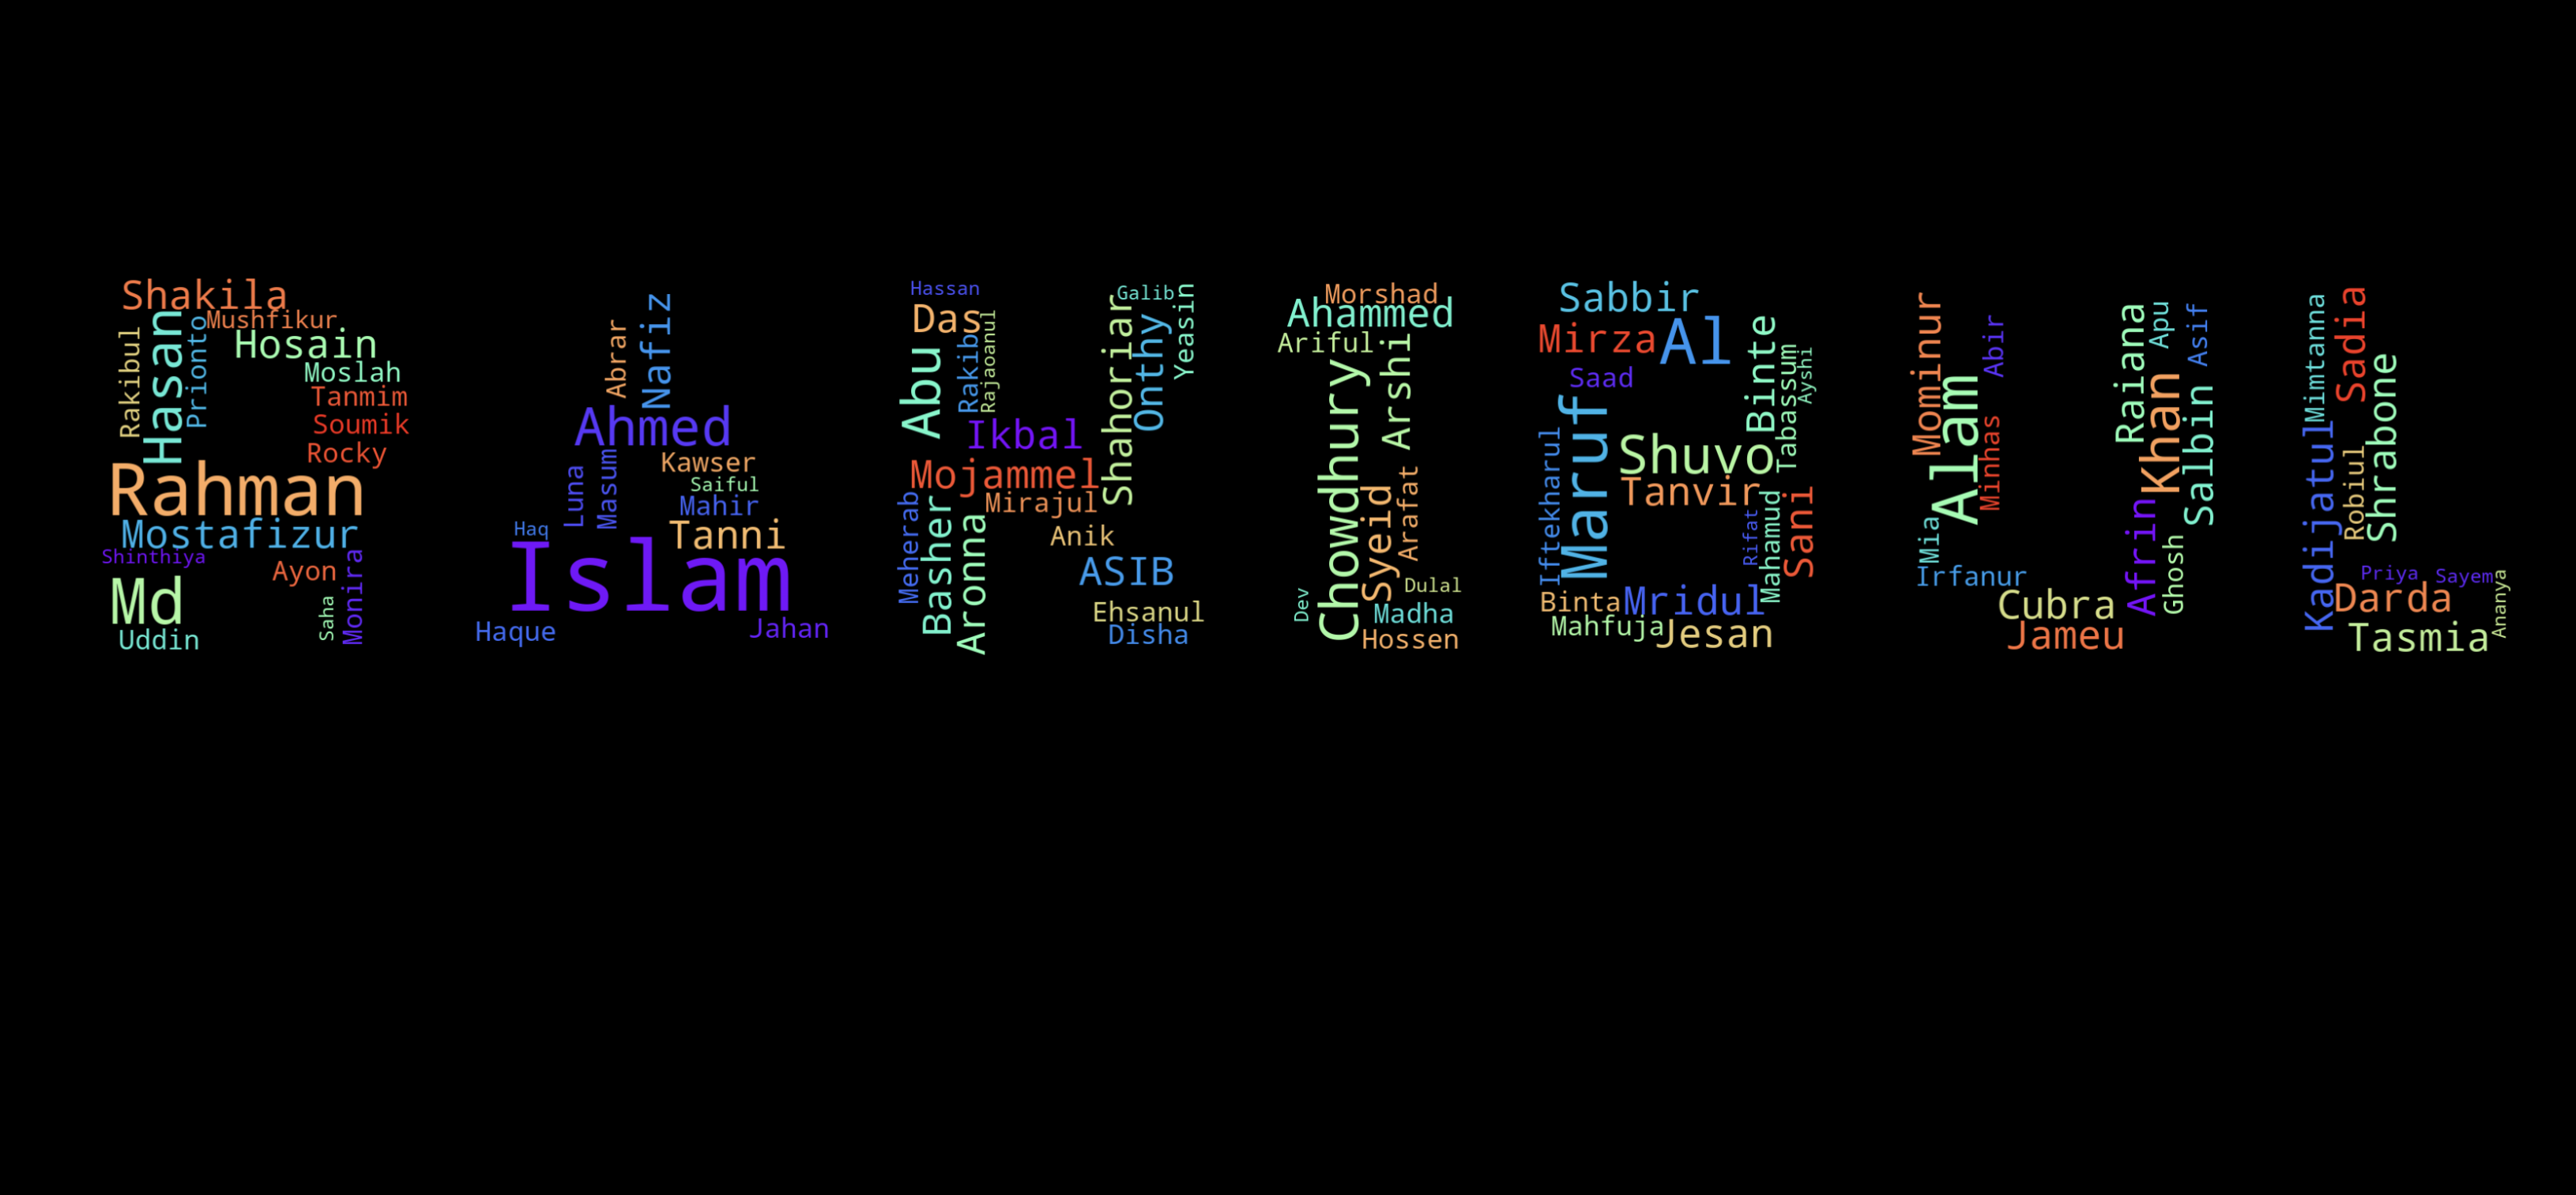 Shakila
Mushfikur
Rakibul
Hasan
Prionto
Hosain
Moslah
Tanmim
Soumik
Rocky
Rahman
Mostafizur
Shinthiya
Ayon
Md
Saha
Monira
Uddin
Abrar
Nafiz
Ahmed
Luna
Masum
Kawser
Saiful
Mahir
Haq
Tanni
Islam
Haque
Jahan
Hassan
Das
Abu
Rakib
Rajaoanul
Galib
Yeasin
Shahoriar
Onthy
Ikbal
Mojammel
Mirajul
Meherab
Basher
Aronna
Anik
ASIB
Ehsanul
Disha
Morshad
Ahammed
Ariful
Arshi
Chowdhury
Syeid
Arafat
Dev
Dulal
Madha
Hossen
Sabbir
Mirza
Al
Saad
Binte
Tabassum
Ayshi
Maruf
Iftekharul
Shuvo
Tanvir
Rifat
Mahamud
Sani
Binta
Mridul
Mahfuja
Jesan
Mominur
Abir
Alam
Minhas
Mia
Irfanur
Cubra
Jameu
Raiana
Apu
Asif
Khan
Salbin
Afrin
Ghosh
Mimtanna
Sadia
Shrabone
Kadijatul
Robiul
Priya
Sayem
Darda
Ananya
Tasmia